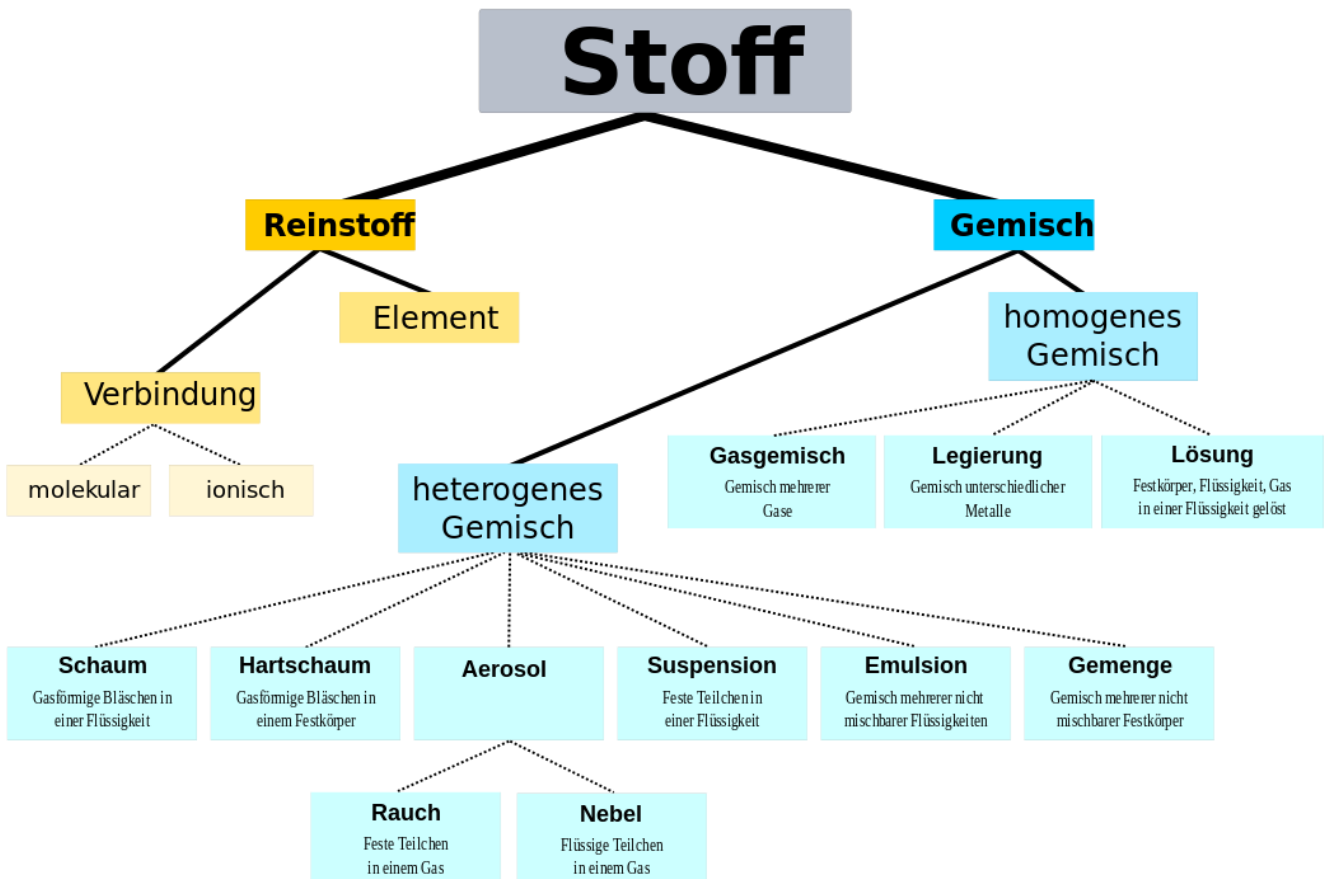 Stoff
Reinstoff
Gemisch
Element
homogenes
Gemisch
Verbindung
molekular
ionisch
Gasgemisch
Gemisch mehrerer
Gase
Legierung
Gemisch unterschiedlicher
Metalle
Lösung
Festkörper, Flüssigkeit, Gas
in einer Flüssigkeit gelöst
heterogenes
Gemisch
Schaum
Gasförmige Bläschen in
einer Flüssigkeit
Hartschaum
Gasförmige Bläschen in
einem Festkörper
Aerosol
Suspension
Feste Teilchen in
einer Flüssigkeit
Emulsion
Gemisch mehrerer nicht
mischbarer Flüssigkeiten
Gemenge
Gemisch mehrerer nicht
mischbarer Festkörper
Rauch
Feste Teilchen
in einem Gas
Nebel
Flüssige Teilchen
in einem Gas